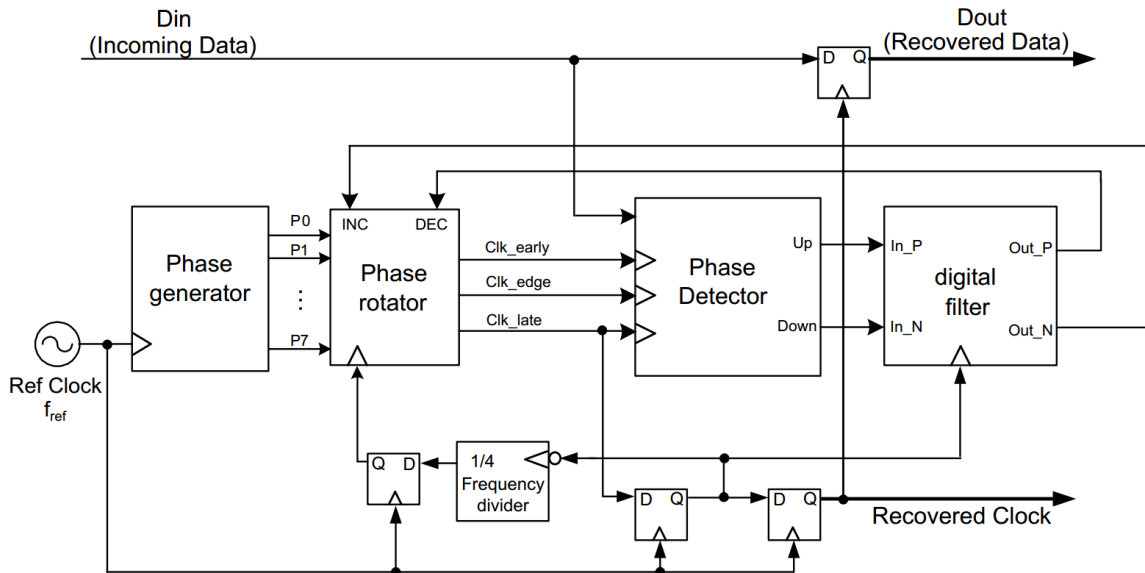 Din
(Incoming Data)
Dout
(Recovered Data)
D Q
INC
DEC
P0
P1
⋮
P7
Phase
generator
Phase
rotator
Clk_early
Clk_edge
Clk_late
Phase
Detector
Up
Down
In_P
In_N
digital
filter
Out_P
Out_N
Ref Clock
f_ref
Q D
1/4
Frequency
divider
D Q
D Q
Recovered Clock